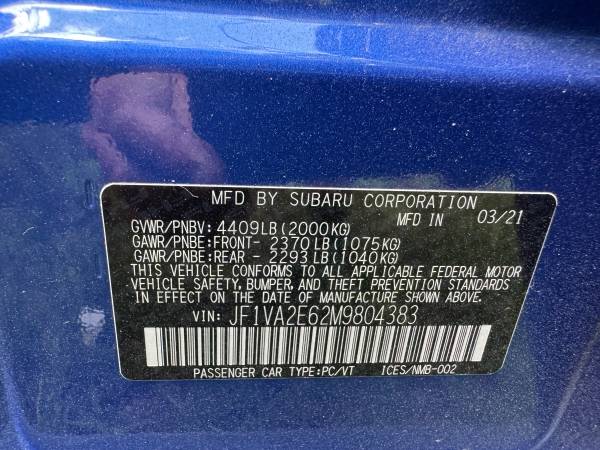 MFD BY SUBARU CORPORATION
MFD IN 03/21
GVWR/PNBV: 4409LB(2000KG)
GAWR/PNBE:FRONT- 2370LB(1075KG)
GAWR/PNBE:REAR - 2293LB(1040KG)
THIS VEHICLE CONFORMS TO ALL APPLICABLE FEDERAL MOTOR
VEHICLE SAFETY, BUMPER, AND THEFT PREVENTION STANDARDS
IN EFFECT ON THE DATE OF MANUFACTURE SHOWN ABOVE.
VIN: JF1VA2E62M9804383
PASSENGER CAR TYPE:PC/VT ICES/NMB-002